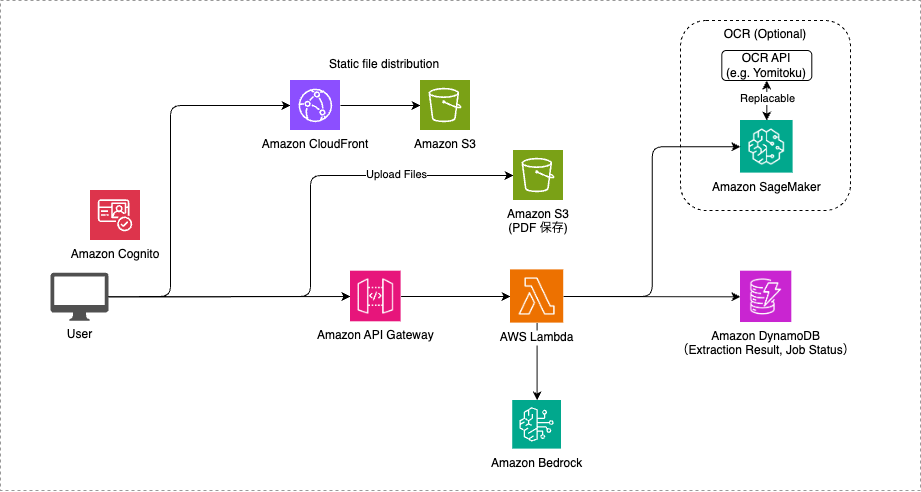 OCR (Optional)
OCR API
(e.g. Yomitoku)
Replacable
Amazon SageMaker
Static file distribution
Amazon CloudFront
Amazon S3
Upload Files
Amazon S3
(PDF 保存)
Amazon Cognito
User
Amazon API Gateway
AWS Lambda
Amazon DynamoDB
（Extraction Result, Job Status）
Amazon Bedrock